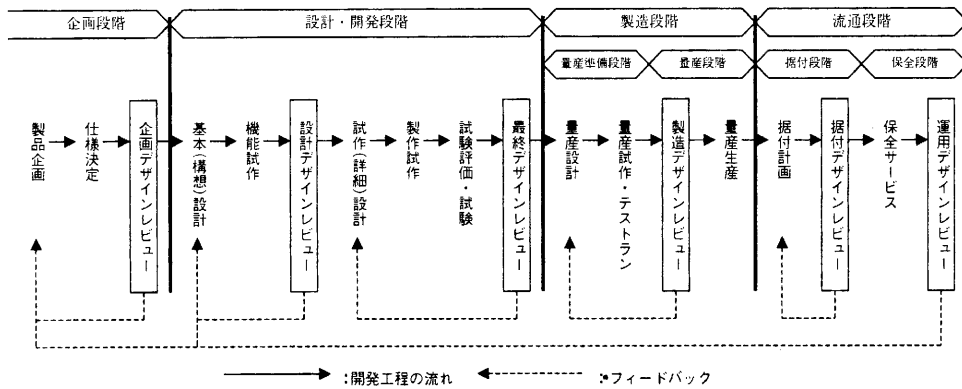 企画段階
設計・開発段階
製造段階
流通段階
量産準備段階
量産段階
据付段階
保全段階
製品企画
仕様決定
企画デザインレビュー
基本(構想)設計
機能試作
設計デザインレビュー
試作(詳細)設計
製作試作
試験評価・試験
最終デザインレビュー
量産設計
量産試作・テストラン
製造デザインレビュー
量産生産
据付計画
据付デザインレビュー
保全サービス
運用デザインレビュー
:開発工程の流れ
:フィードバック